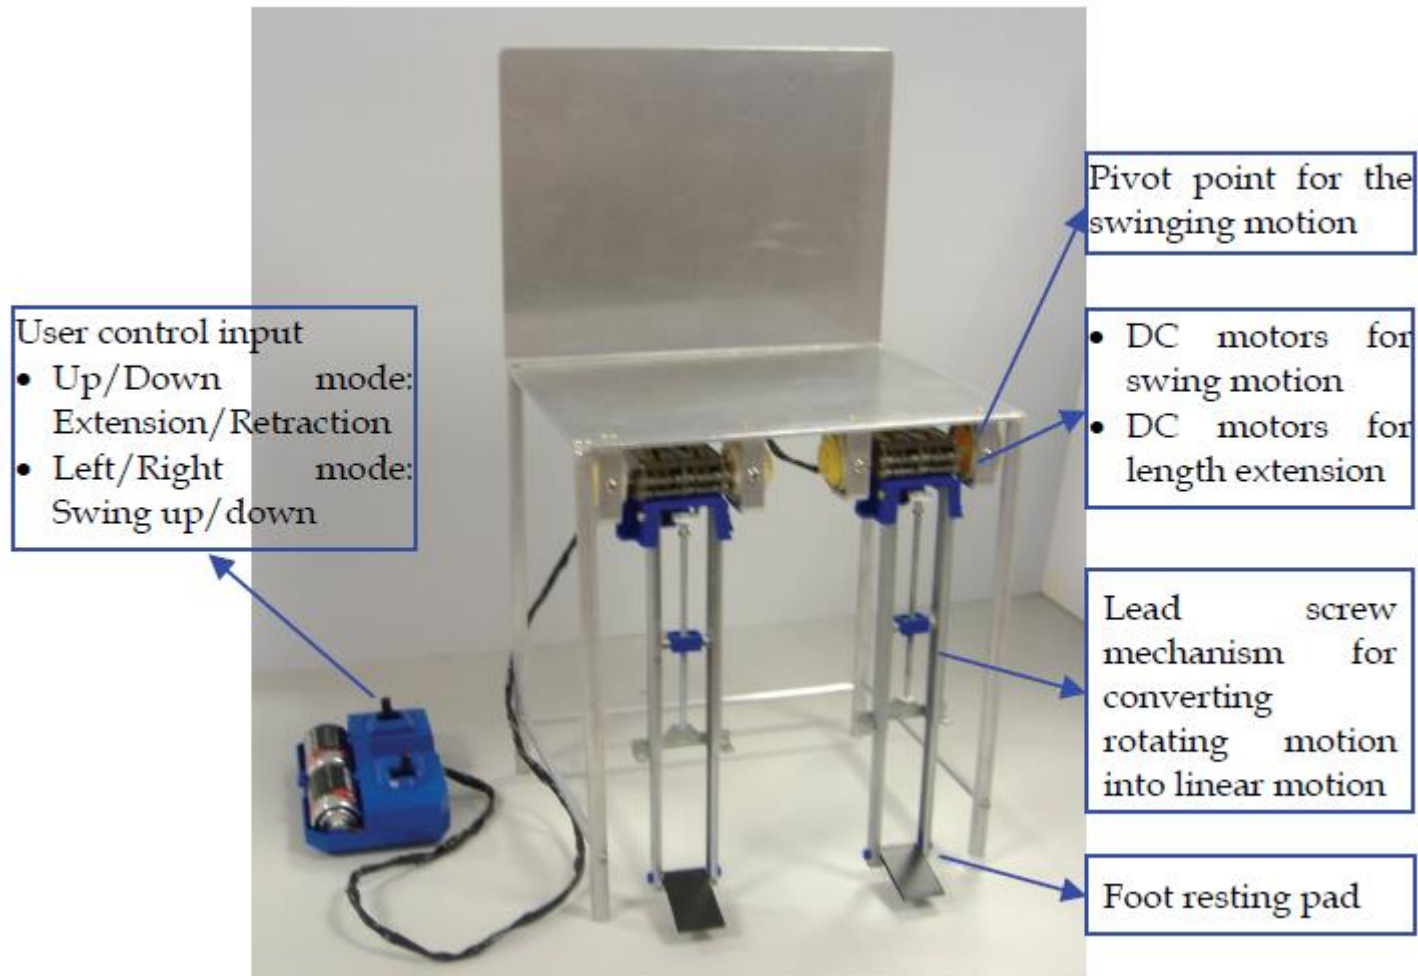 User control input
• Up/Down mode:
Extension/Retraction
• Left/Right mode:
Swing up/down
Pivot point for the
swinging motion
• DC motors for
swing motion
• DC motors for
length extension
Lead screw
mechanism for
converting
rotating motion
into linear motion
Foot resting pad